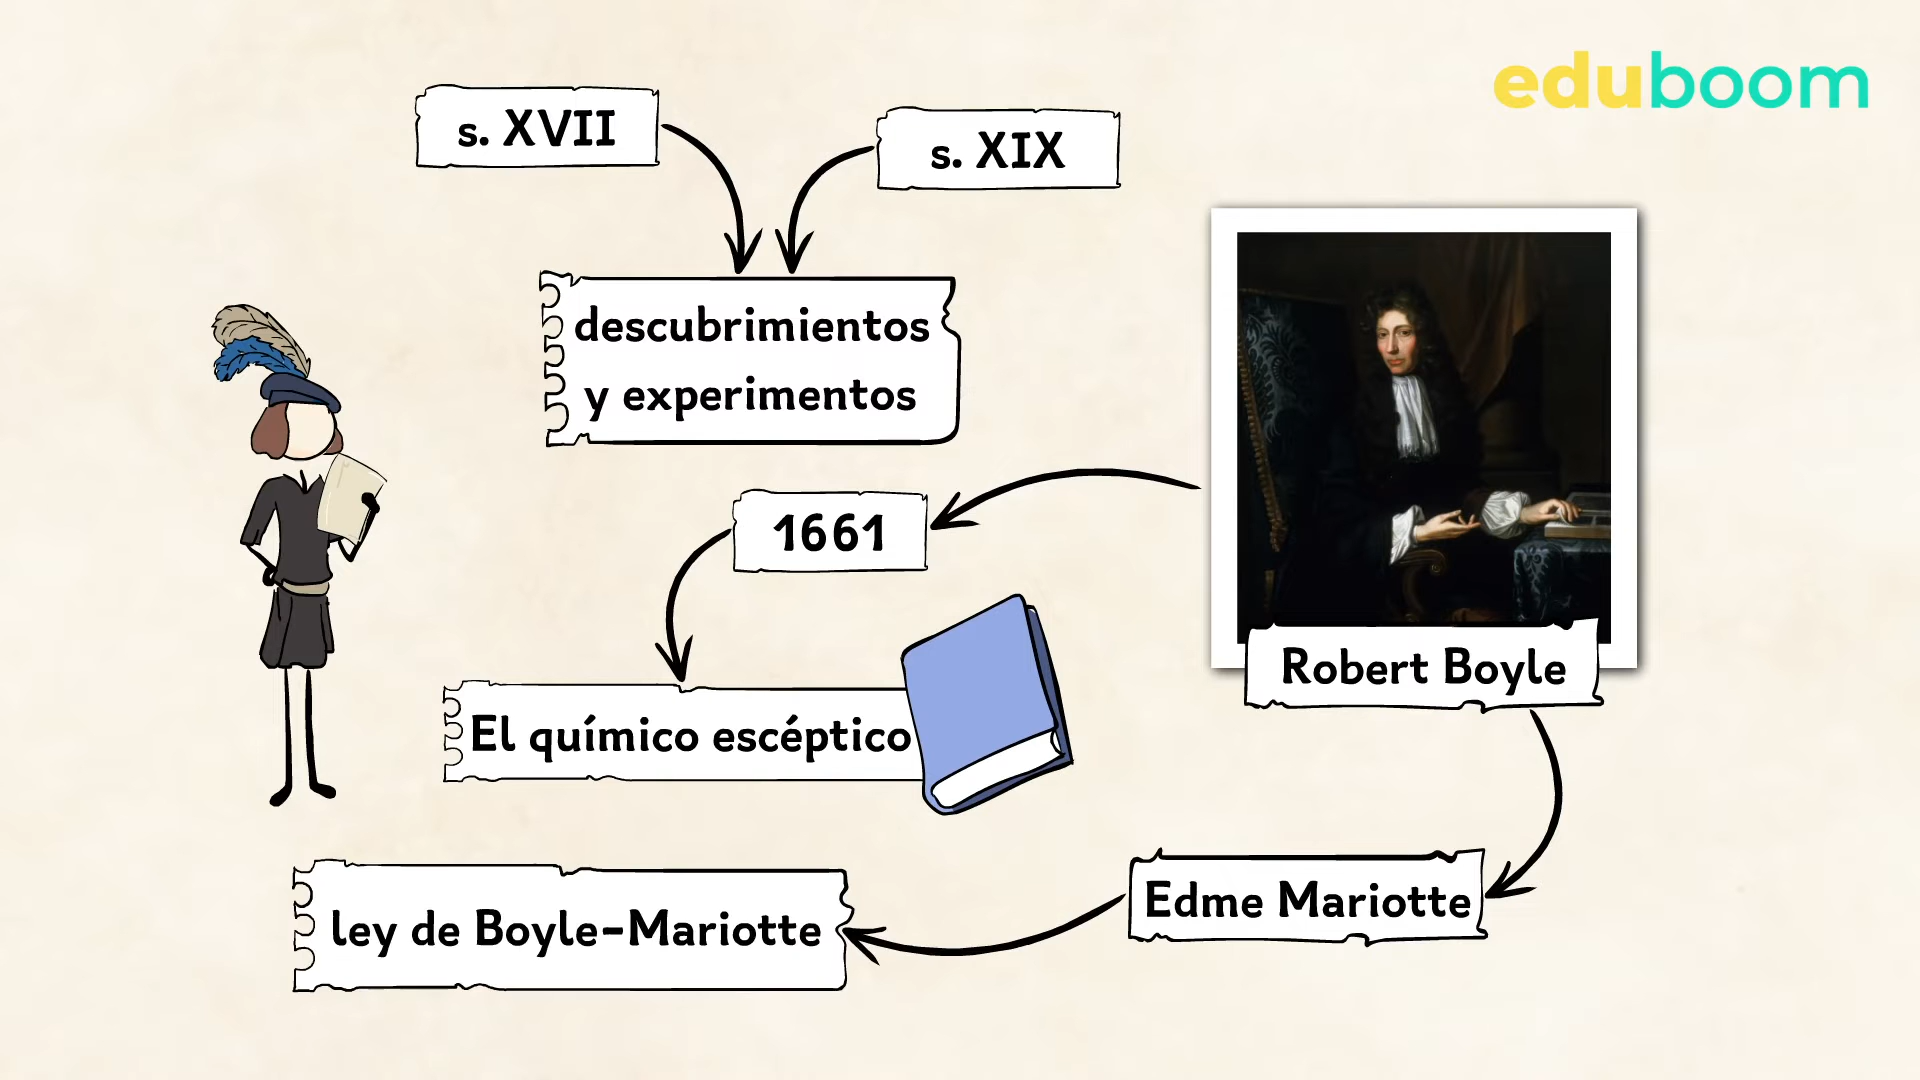 eduboom
s. XVII
s. XIX
descubrimientos
y experimentos
1661
El químico escéptico
Robert Boyle
Edme Mariotte
ley de Boyle-Mariotte